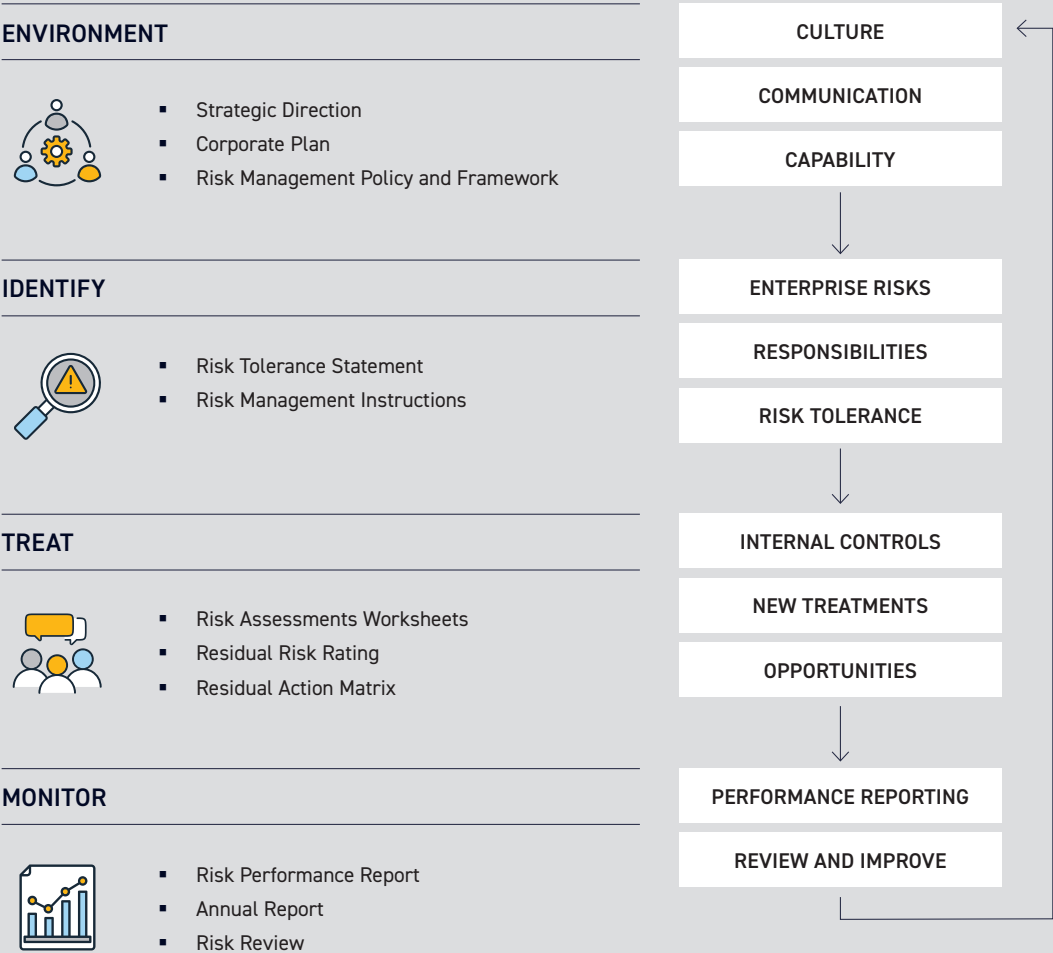 ENVIRONMENT
Strategic Direction
Corporate Plan
Risk Management Policy and Framework
CULTURE
COMMUNICATION
CAPABILITY
IDENTIFY
Risk Tolerance Statement
Risk Management Instructions
ENTERPRISE RISKS
RESPONSIBILITIES
RISK TOLERANCE
TREAT
Risk Assessments Worksheets
Residual Risk Rating
Residual Action Matrix
INTERNAL CONTROLS
NEW TREATMENTS
OPPORTUNITIES
MONITOR
Risk Performance Report
Annual Report
Risk Review
PERFORMANCE REPORTING
REVIEW AND IMPROVE